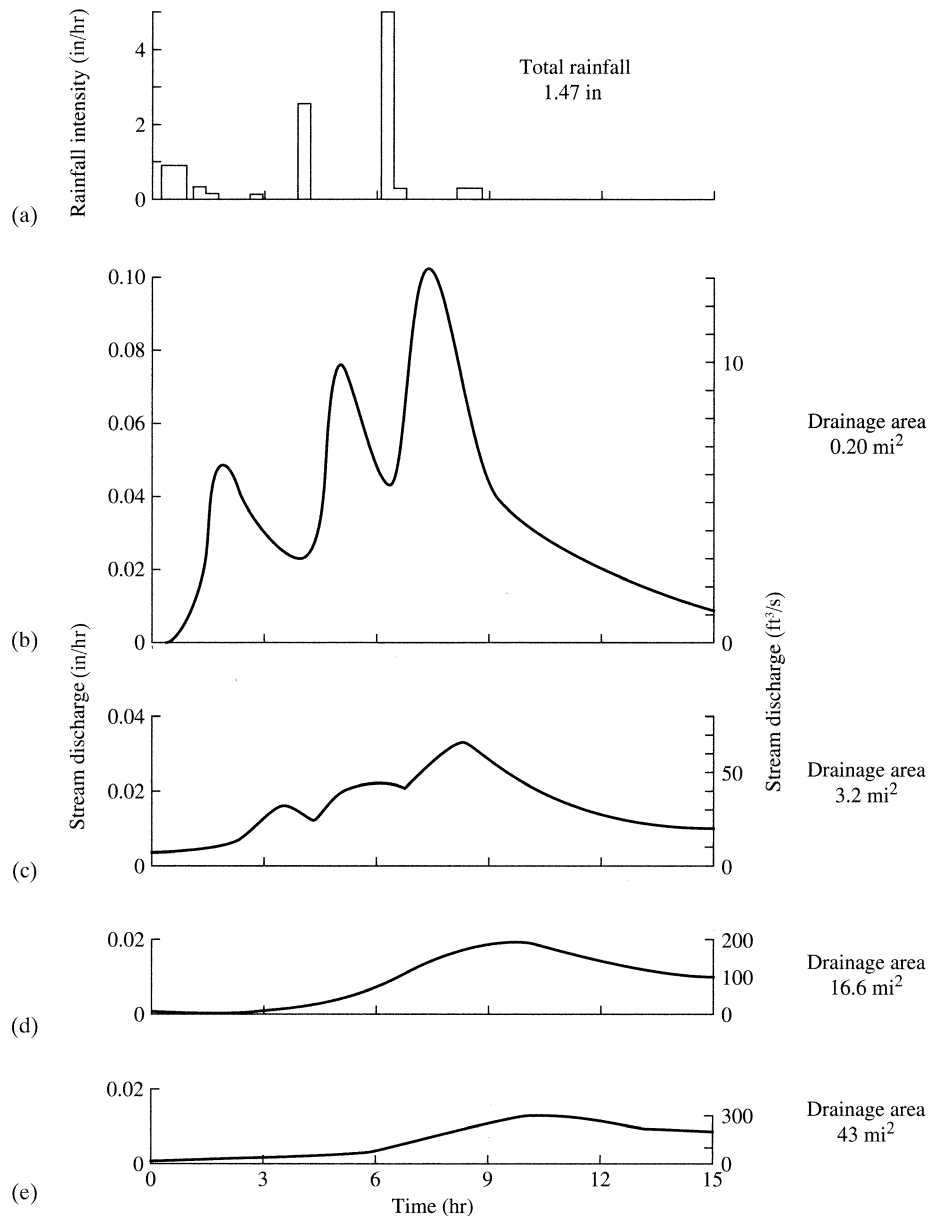 Rainfall intensity (in/hr)
4
2
0
Total rainfall
1.47 in
(a)
0.10
0.08
0.06
0.04
0.02
0
10
0
Drainage area
0.20 mi²
(b)
Stream discharge (in/hr)
Stream discharge (ft³/s)
0.04
0.02
0
50
0
Drainage area
3.2 mi²
(c)
0.02
0
200
100
0
Drainage area
16.6 mi²
(d)
0.02
0
300
0
Drainage area
43 mi²
(e)
0 3 6 9 12 15
Time (hr)